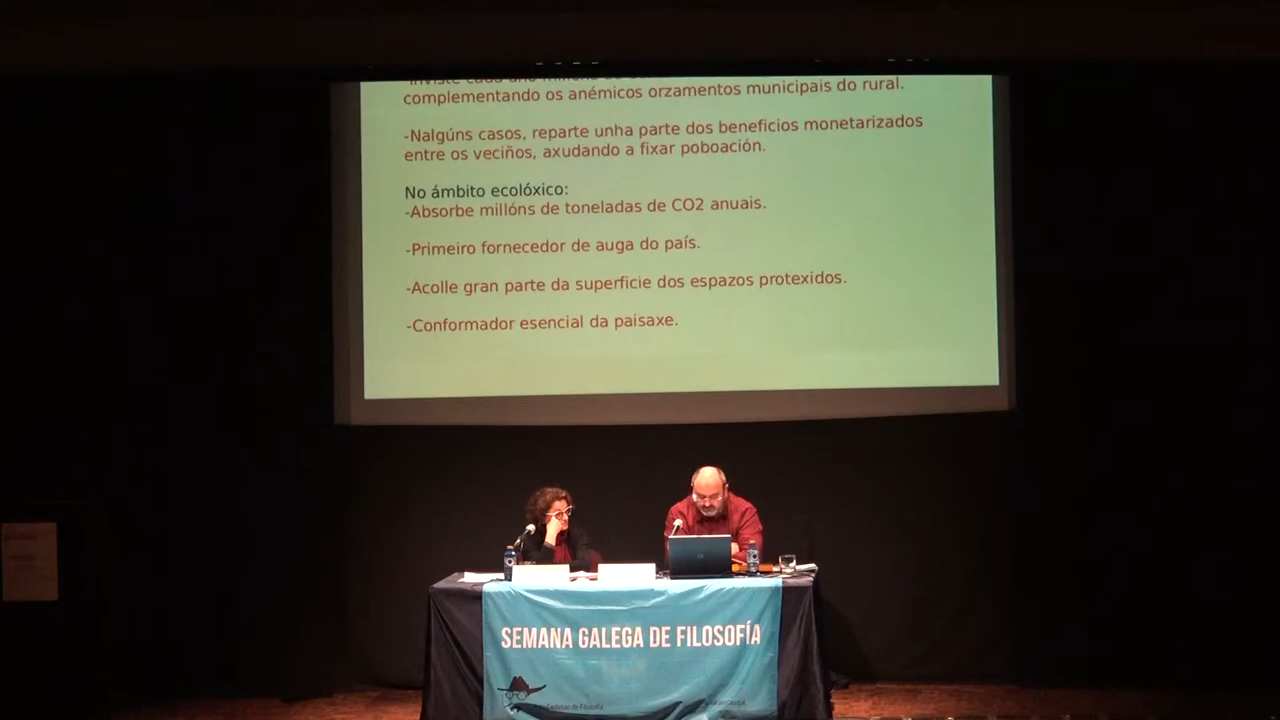 complementando os anémicos orzamentos municipais do rural.
-Nalgúns casos, reparte unha parte dos beneficios monetarizados
entre os veciños, axudando a fixar poboación.
No ámbito ecolóxico:
-Absorbe millóns de toneladas de CO2 anuais.
-Primeiro fornecedor de auga do país.
-Acolle gran parte da superficie dos espazos protexidos.
-Conformador esencial da paisaxe.
SEMANA GALEGA DE FILOSOFÍA
de Filosofía